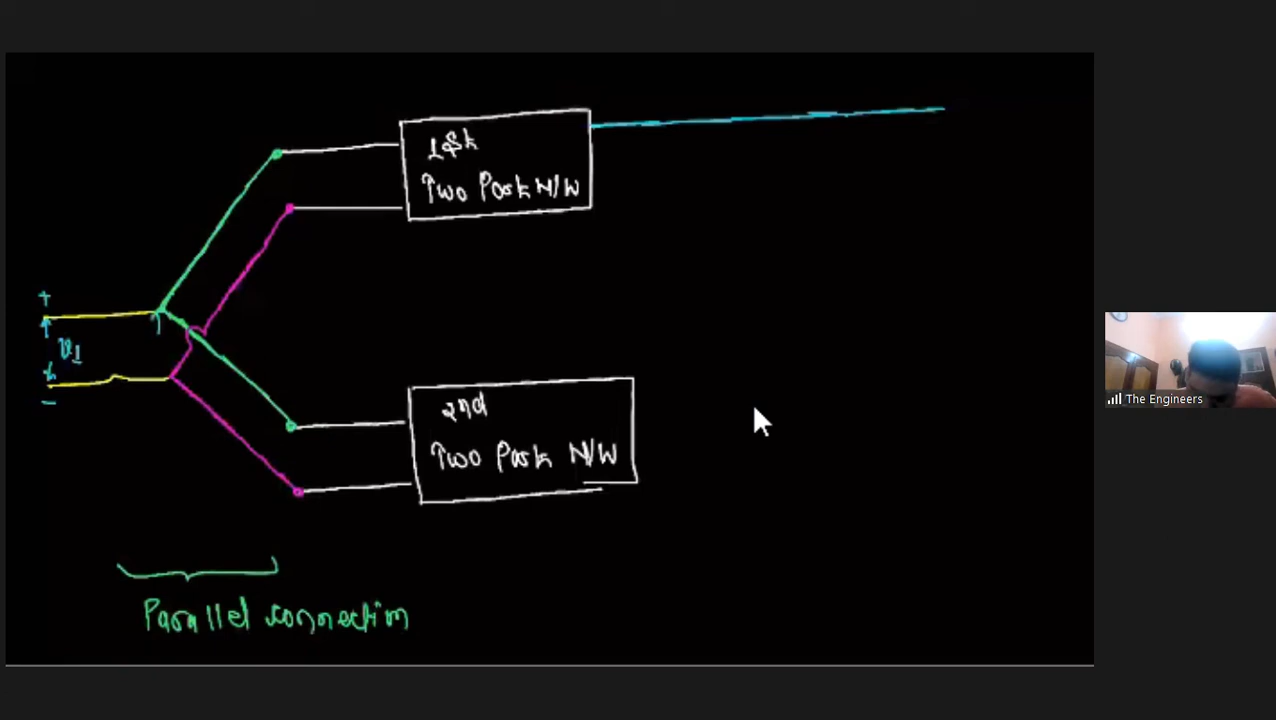 1st
Two Port N/W
+
V1
-
2nd
Two Port N/W
Parallel connection
The Engineers